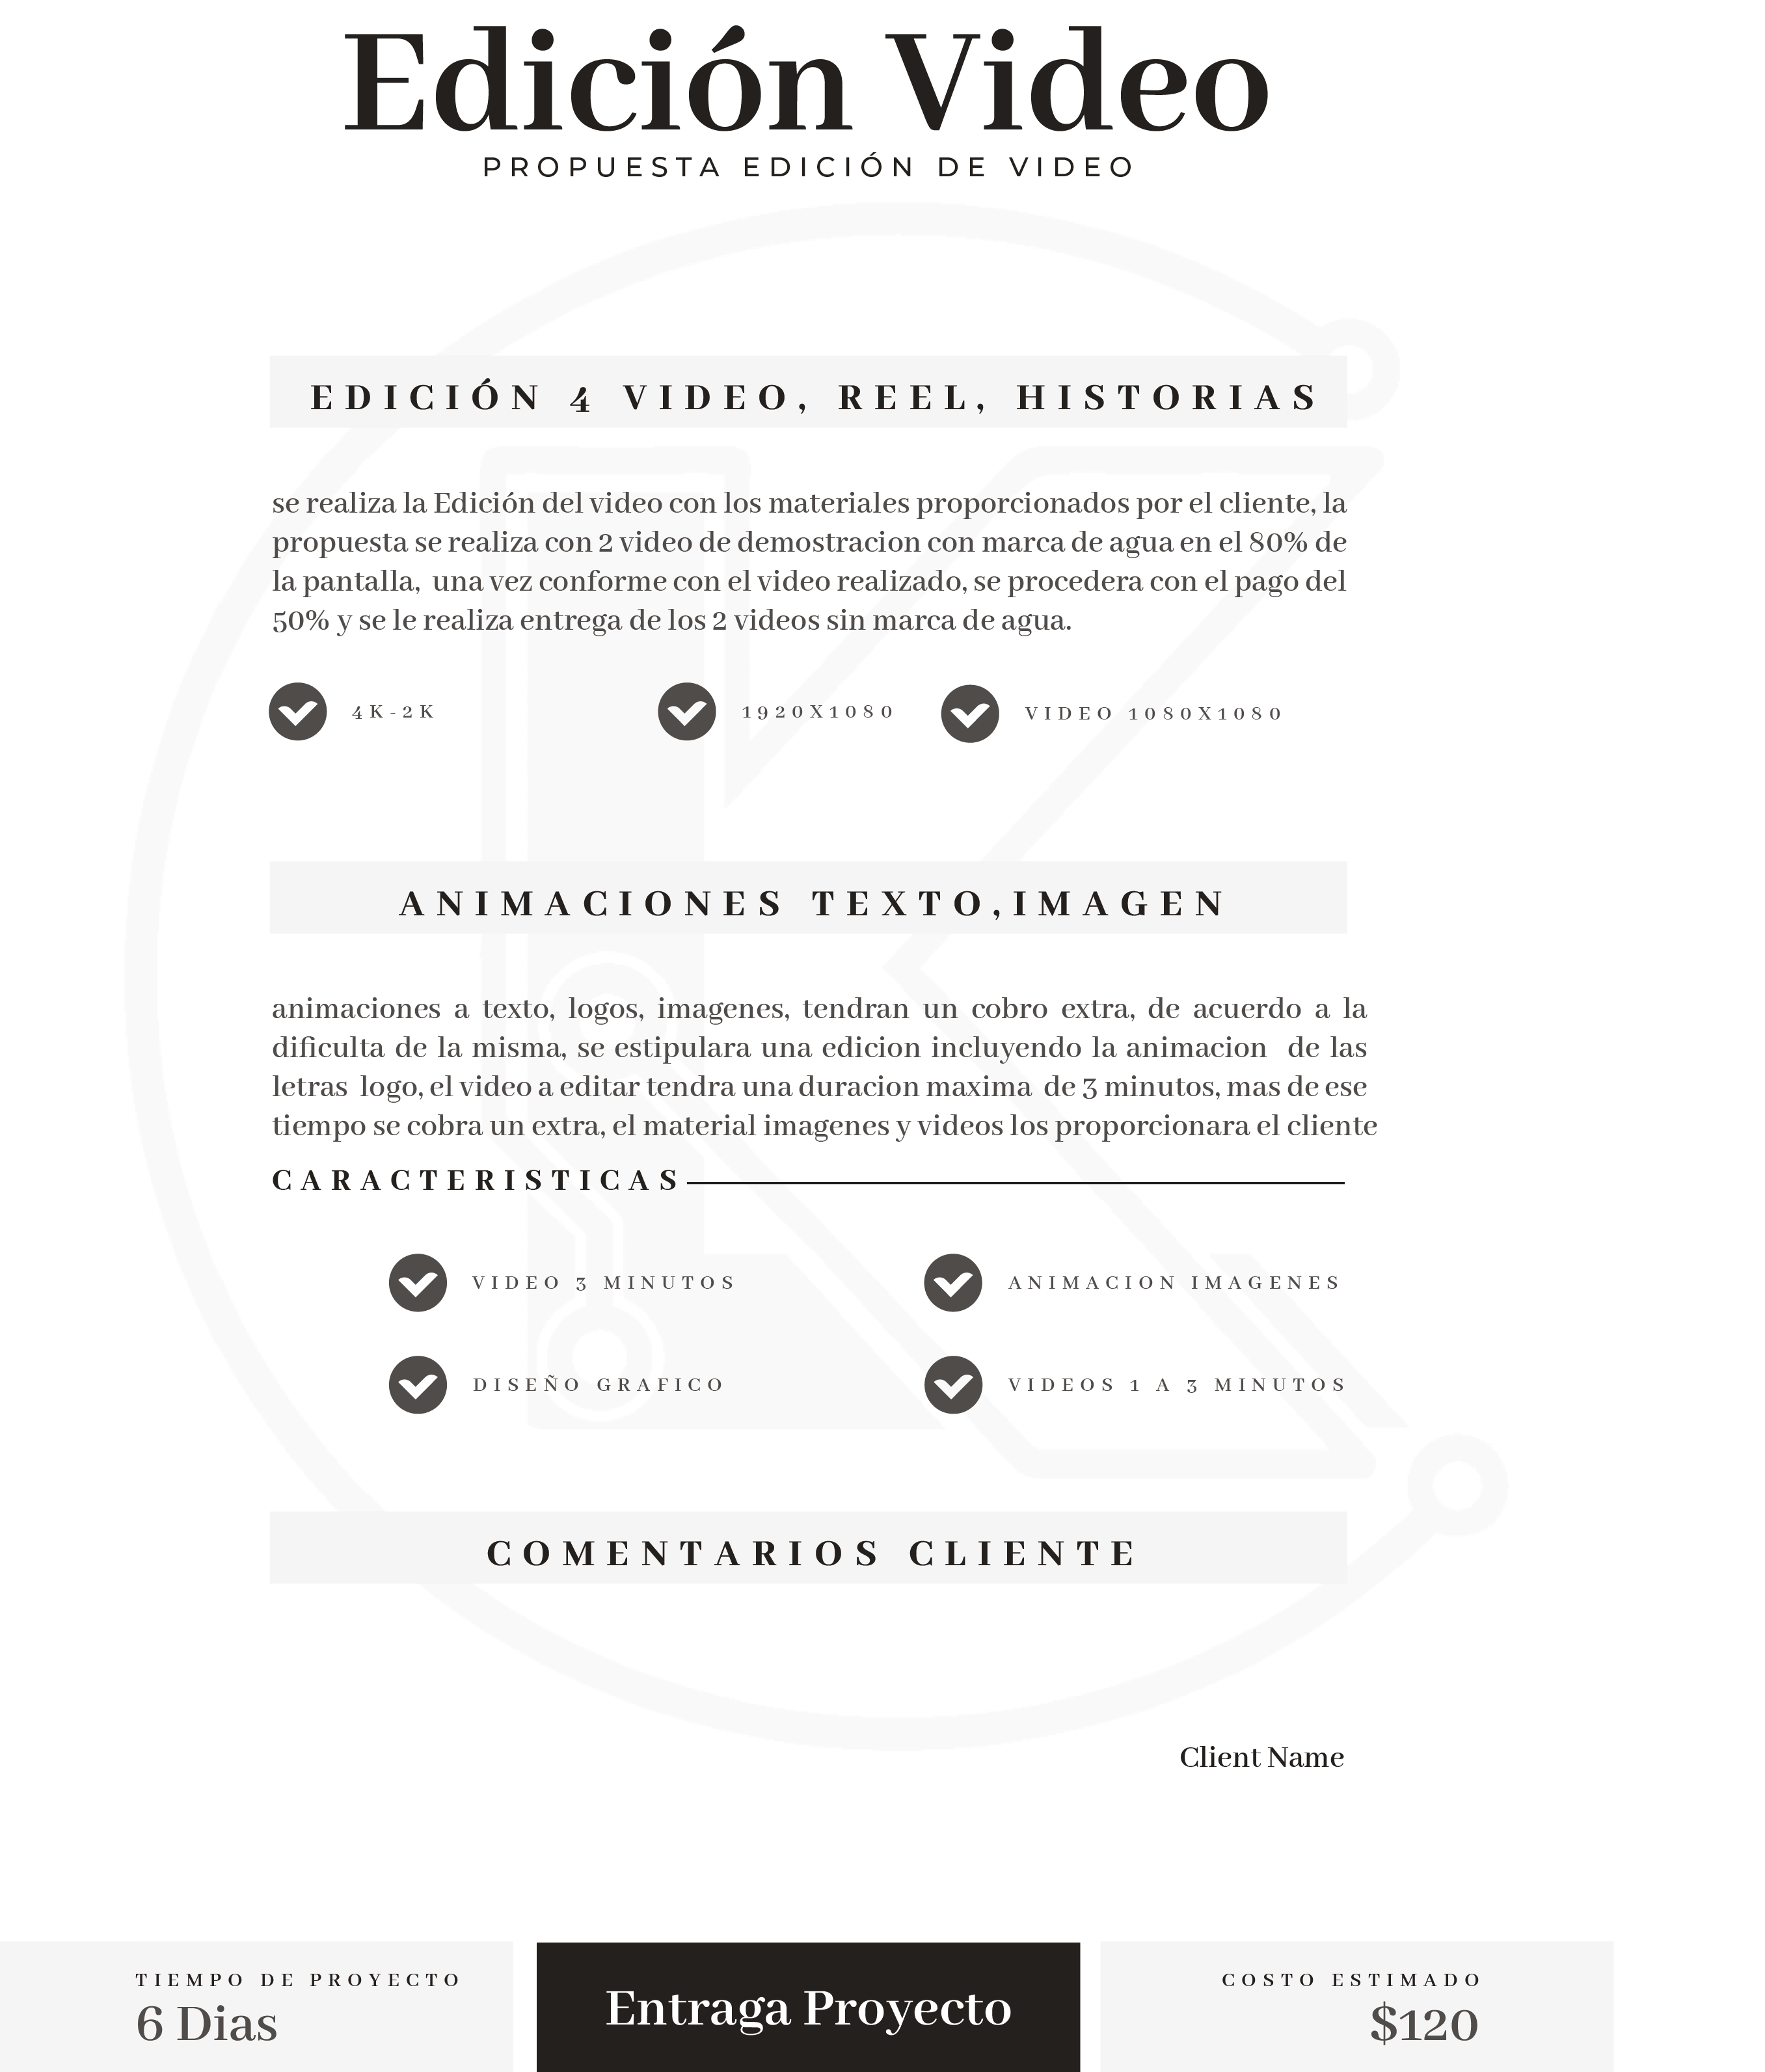 Edición Video
PROPUESTA EDICIÓN DE VIDEO
EDICIÓN 4 VIDEO, REEL, HISTORIAS
se realiza la Edición del video con los materiales proporcionados por el cliente, la
propuesta se realiza con 2 video de demostracion con marca de agua en el 80% de
la pantalla, una vez conforme con el video realizado, se procedera con el pago del
50% y se le realiza entrega de los 2 videos sin marca de agua.
4K-2K
1920X1080
VIDEO 1080X1080
ANIMACIONES TEXTO,IMAGEN
animaciones a texto, logos, imagenes, tendran un cobro extra, de acuerdo a la
dificulta de la misma, se estipulara una edicion incluyendo la animacion de las
letras logo, el video a editar tendra una duracion maxima de 3 minutos, mas de ese
tiempo se cobra un extra, el material imagenes y videos los proporcionara el cliente
CARACTERISTICAS
VIDEO 3 MINUTOS
ANIMACION IMAGENES
DISEÑO GRAFICO
VIDEOS 1 A 3 MINUTOS
COMENTARIOS CLIENTE
Client Name
TIEMPO DE PROYECTO
6 Dias
Entraga Proyecto
COSTO ESTIMADO
$120